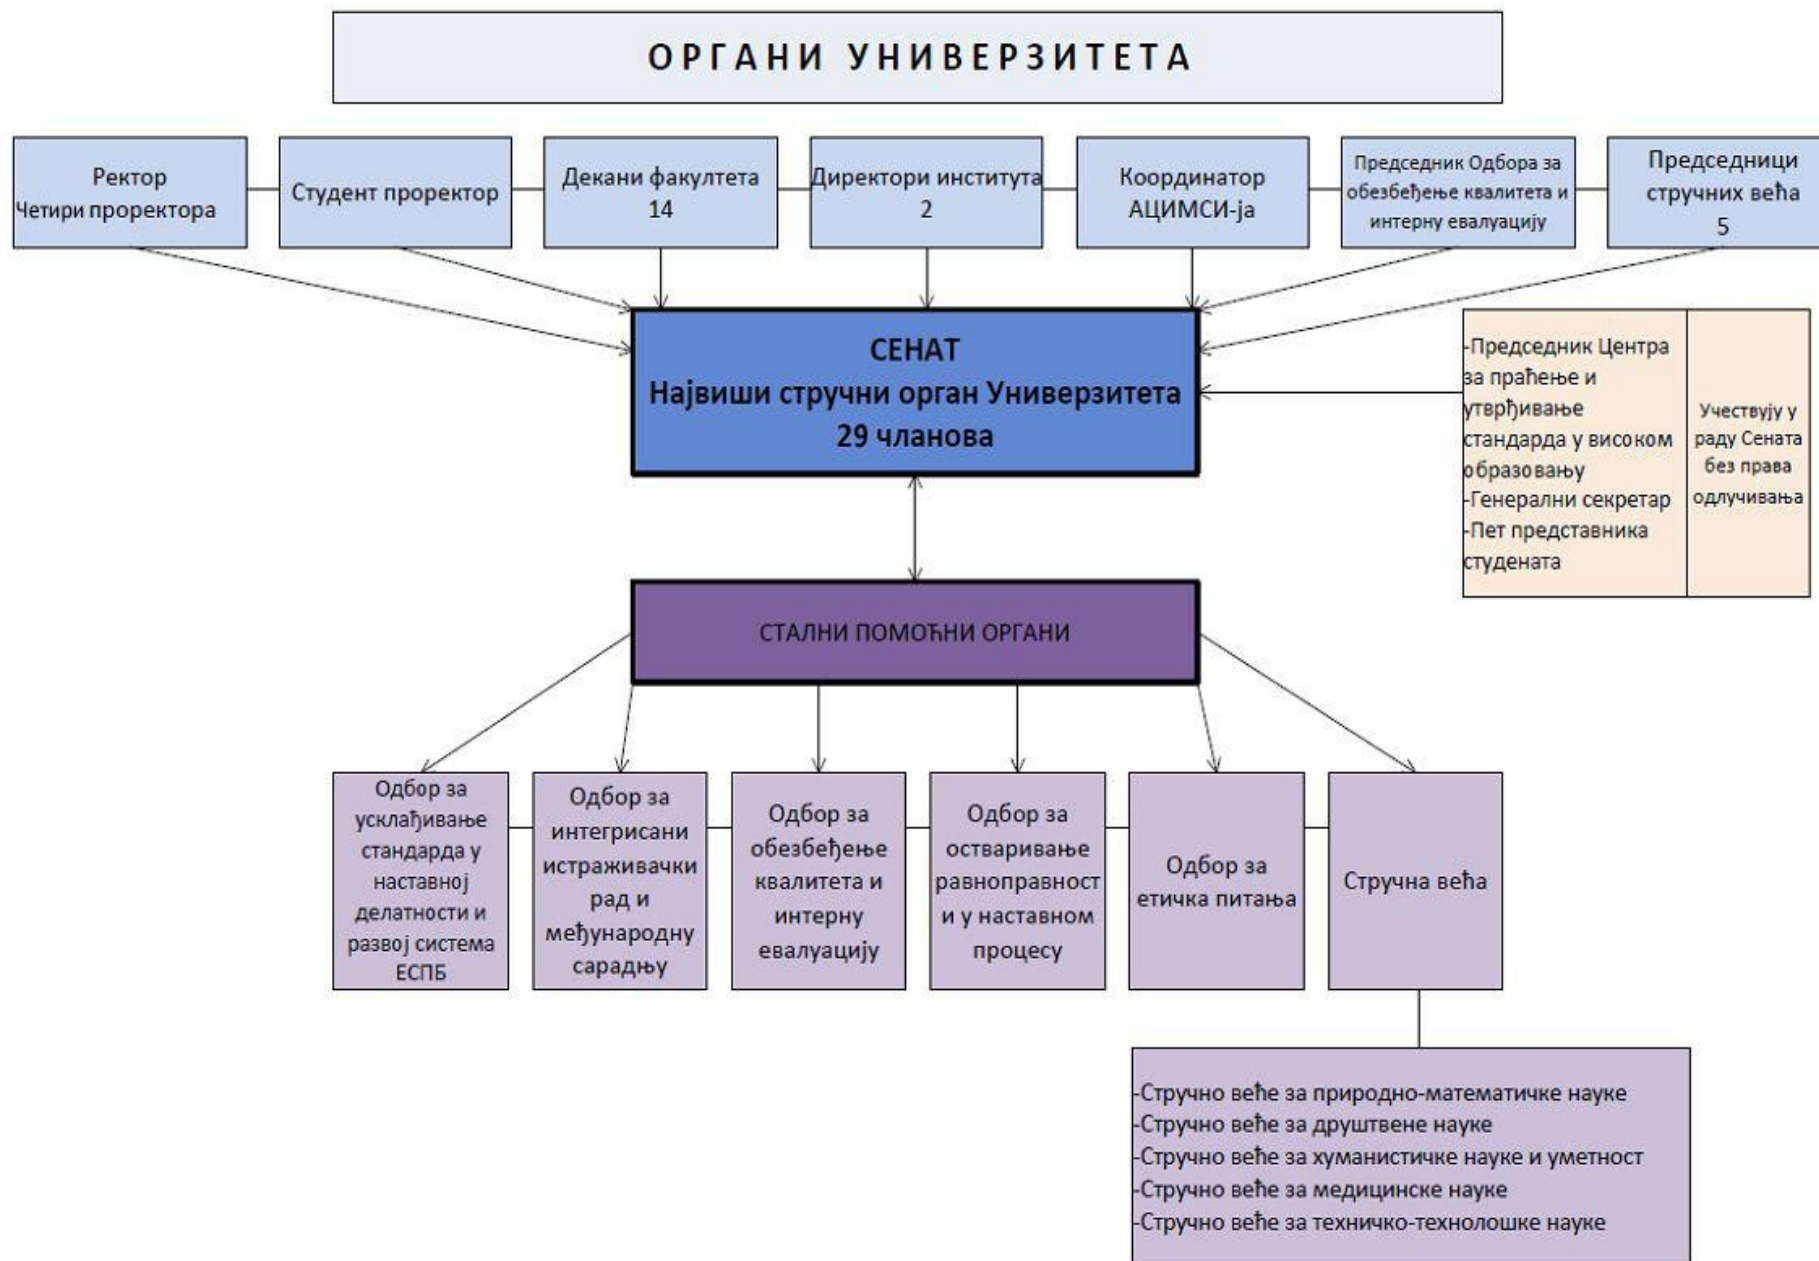 ОРГАНИ УНИВЕРЗИТЕТА
Ректор
Четири проректора
Студент проректор
Декани факултета
14
Директори института
2
Координатор
АЦИМСИ-ја
Председник Одбора за
обезбеђење квалитета и
интерну евалуацију
Председници
стручних већа
5
СЕНАТ
Највиши стручни орган Универзитета
29 чланова
-Председник Центра
за праћење и
утврђивање
стандарда у високом
образовању
-Генерални секретар
-Пет представника
студената
Учествују у
раду Сената
без права
одлучивања
СТАЛНИ ПОМОЋНИ ОРГАНИ
Одбор за
усклађивање
стандарда у
наставној
делатности и
развој система
ЕСПБ
Одбор за
интегрисани
истраживачки
рад и
међународну
сарадњу
Одбор за
обезбеђење
квалитета и
интерну
евалуацију
Одбор за
остваривање
равноправност
и у наставном
процесу
Одбор за
етичка питања
Стручна већа
-Стручно веће за природно-математичке науке
-Стручно веће за друштвене науке
-Стручно веће за хуманистичке науке и уметност
-Стручно веће за медицинске науке
-Стручно веће за техничко-технолошке науке